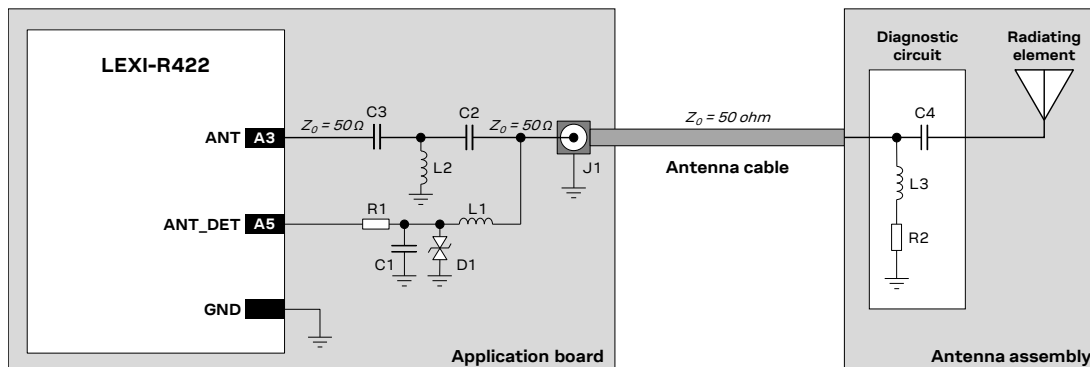 LEXI-R422
ANT
A3
Z0 = 50 Ω
C3
C2
Z0 = 50 Ω
L2
J1
ANT_DET
A5
R1
L1
C1
D1
GND
Application board
Z0 = 50 ohm
Antenna cable
Diagnostic
circuit
Radiating
element
C4
L3
R2
Antenna assembly